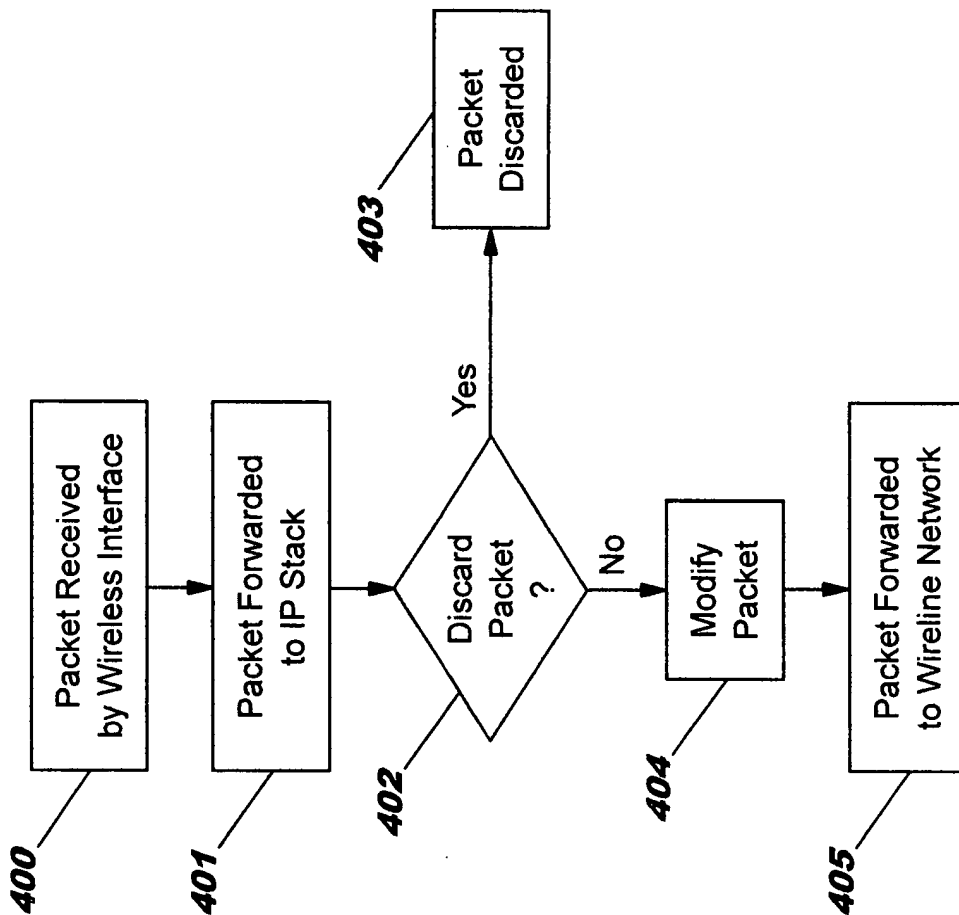 400
Packet Received
by Wireless Interface
401
Packet Forwarded
to IP Stack
402
Discard
Packet
?
Yes
403
Packet
Discarded
No
404
Modify
Packet
405
Packet Forwarded
to Wireline Network